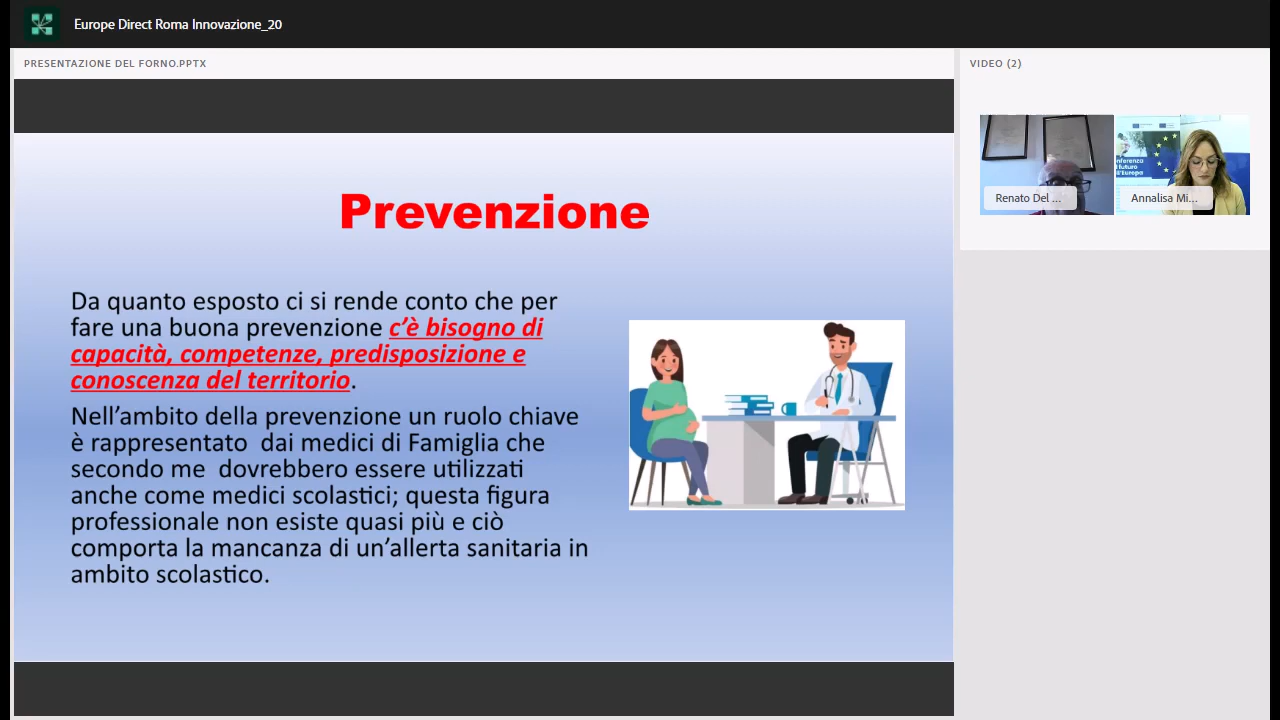 Europe Direct Roma Innovazione_20
PRESENTAZIONE DEL FORNO.PPTX
VIDEO (2)
Prevenzione
Da quanto esposto ci si rende conto che per
fare una buona prevenzione c’è bisogno di
capacità, competenze, predisposizione e
conoscenza del territorio.
Nell’ambito della prevenzione un ruolo chiave
è rappresentato dai medici di Famiglia che
secondo me dovrebbero essere utilizzati
anche come medici scolastici; questa figura
professionale non esiste quasi più e ciò
comporta la mancanza di un’allerta sanitaria in
ambito scolastico.
Renato Del ...
Annalisa Mi...